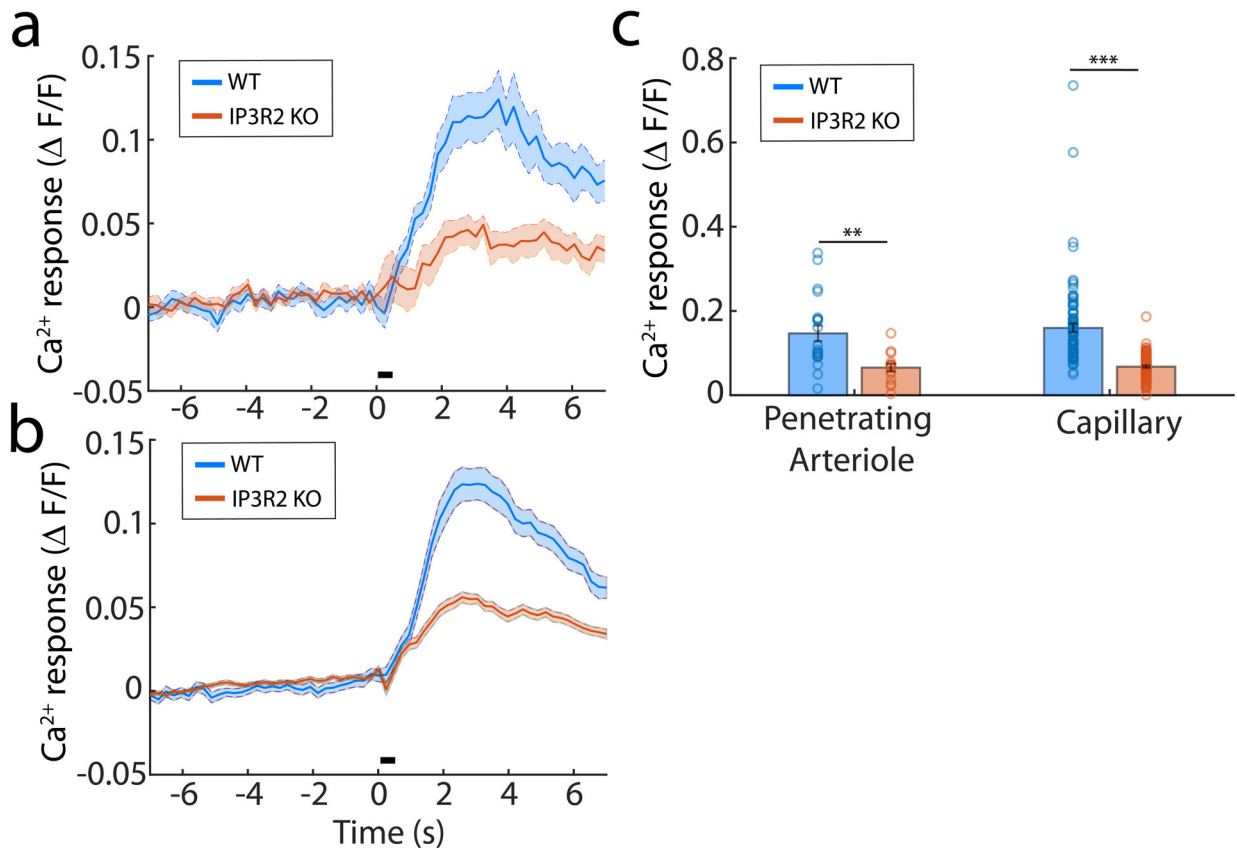 a
Ca2+ response (Δ F/F)
0.15
0.1
0.05
0
-0.05
WT
IP3R2 KO
-6 -4 -2 0 2 4 6
b
Ca2+ response (Δ F/F)
0.15
0.1
0.05
0
-0.05
WT
IP3R2 KO
-6 -4 -2 0 2 4 6
Time (s)
c
Ca2+ response (Δ F/F)
0.8
0.6
0.4
0.2
0
WT
IP3R2 KO
**
***
Penetrating
Arteriole
Capillary